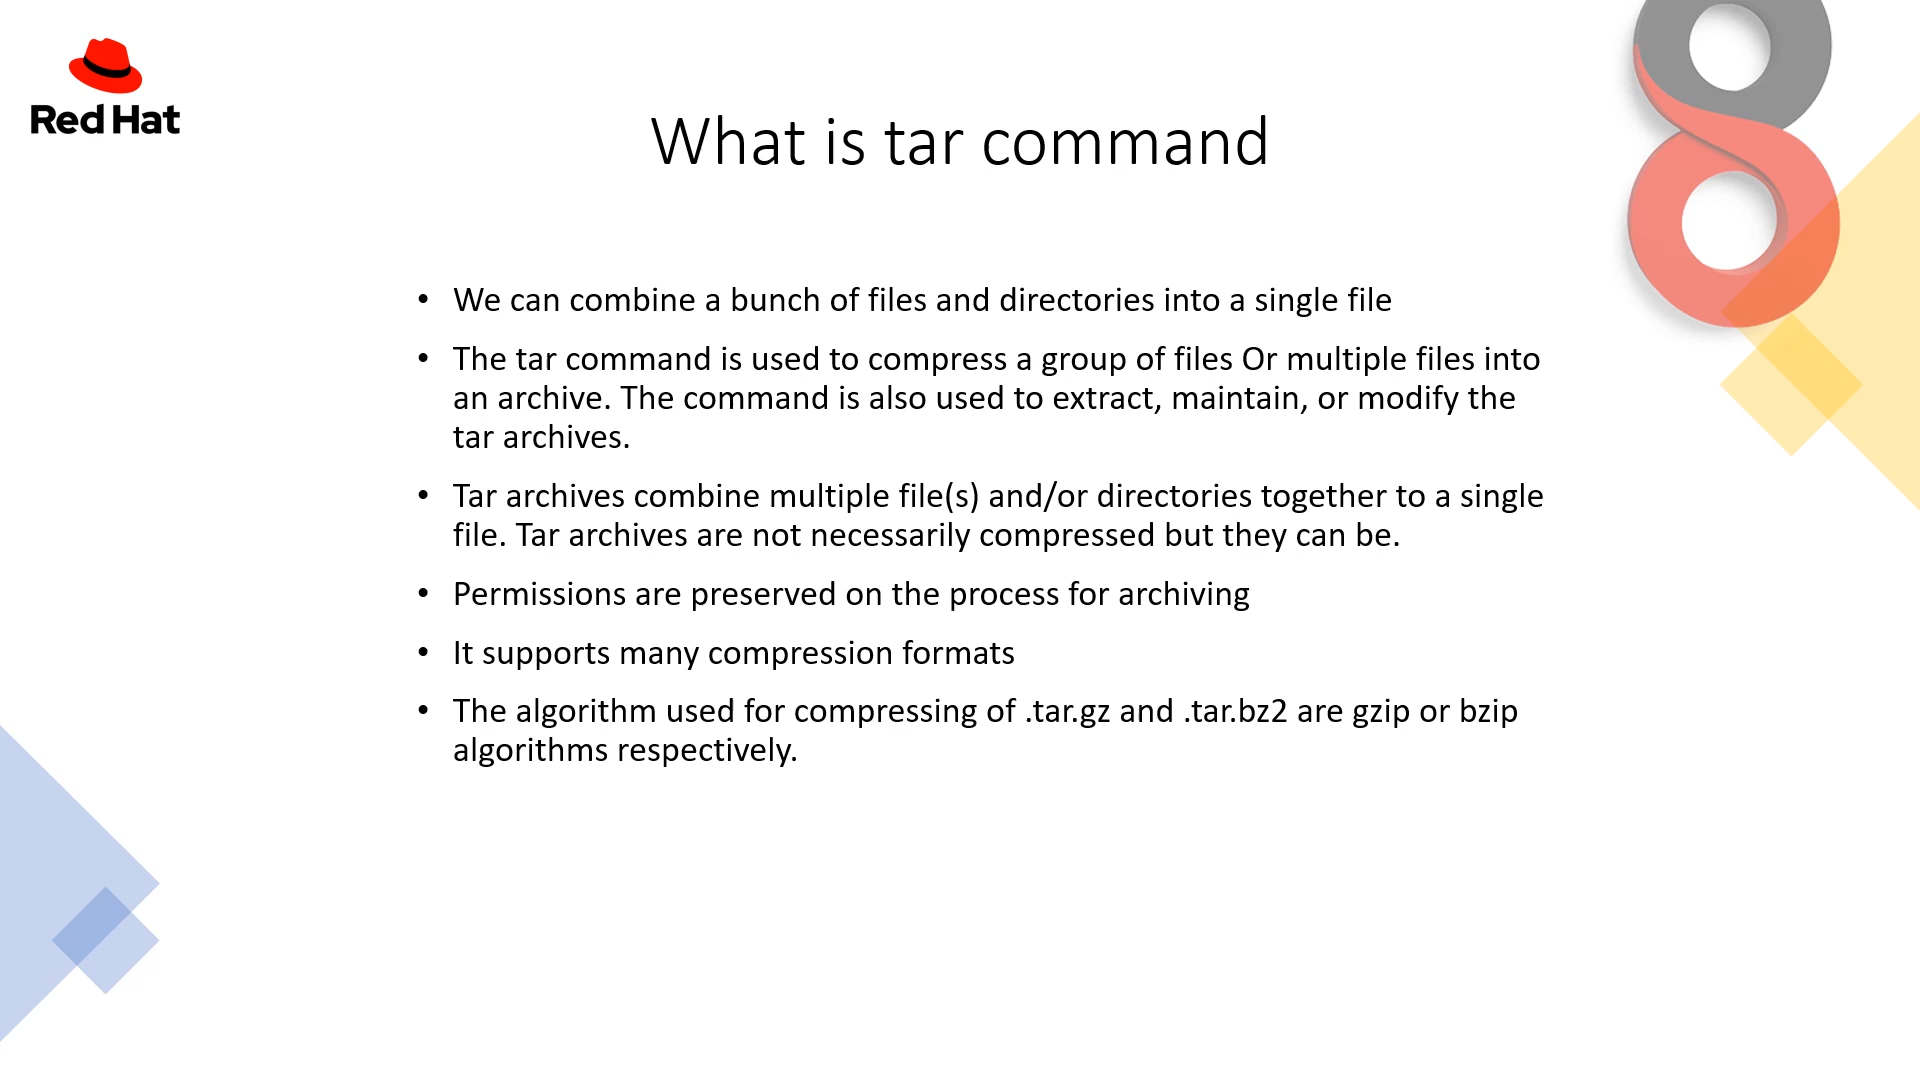 Red Hat
What is tar command
• We can combine a bunch of files and directories into a single file
• The tar command is used to compress a group of files Or multiple files into
an archive. The command is also used to extract, maintain, or modify the
tar archives.
• Tar archives combine multiple file(s) and/or directories together to a single
file. Tar archives are not necessarily compressed but they can be.
• Permissions are preserved on the process for archiving
• It supports many compression formats
• The algorithm used for compressing of .tar.gz and .tar.bz2 are gzip or bzip
algorithms respectively.
8